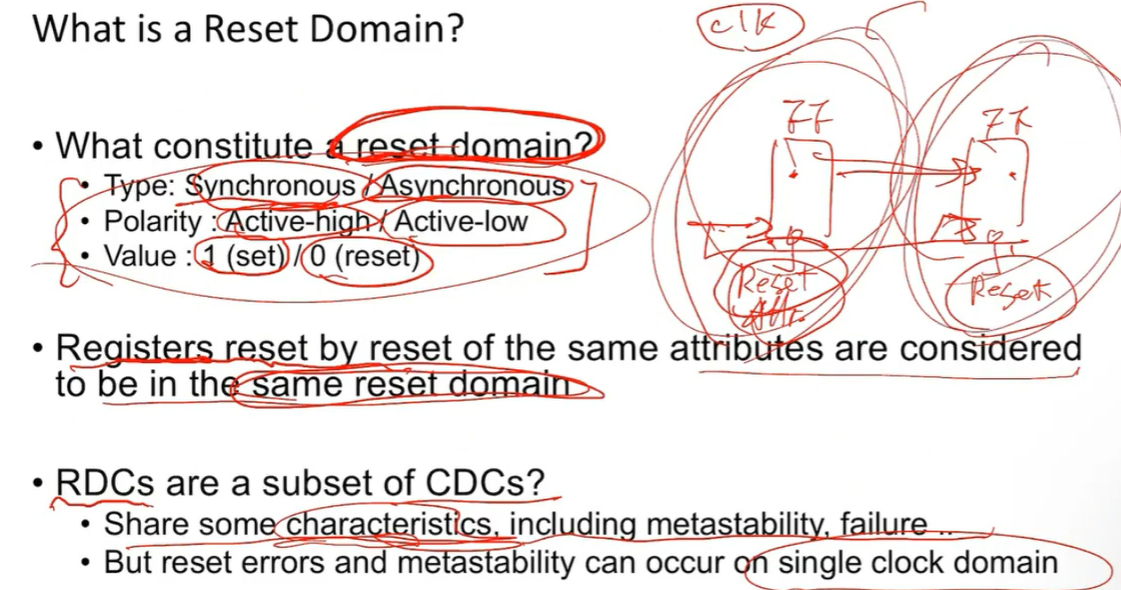 What is a Reset Domain?
clk
• What constitute a reset domain?
• Type: Synchronous / Asynchronous
• Polarity : Active-high / Active-low
• Value : 1 (set) / 0 (reset)
FF
FF
Reset
Attr.
Reset
• Registers reset by reset of the same attributes are considered
to be in the same reset domain
• RDCs are a subset of CDCs?
• Share some characteristics, including metastability, failure ..
• But reset errors and metastability can occur on single clock domain